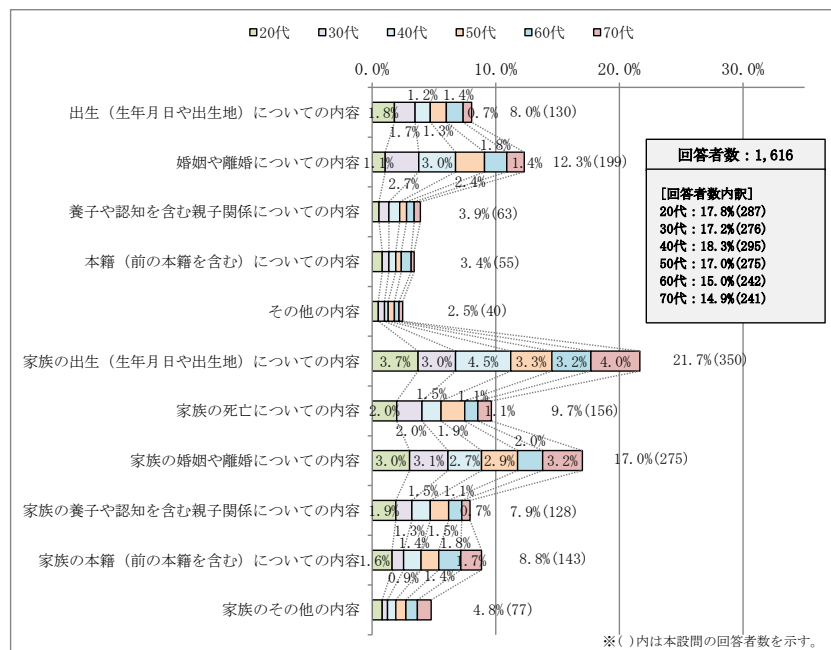 20代 30代 40代 50代 60代 70代
0.0% 10.0% 20.0% 30.0%
1.2% 1.4%
出生（生年月日や出生地）についての内容 1.8% 0.7% 8.0%(130)
1.7% 1.3%
1.8%
婚姻や離婚についての内容 1.1% 3.0% 1.4% 12.3%(199)
2.7% 2.4%
養子や認知を含む親子関係についての内容 3.9%(63)
本籍（前の本籍を含む）についての内容 3.4%(55)
その他の内容 2.5%(40)
家族の出生（生年月日や出生地）についての内容 3.7% 3.0% 4.5% 3.3% 3.2% 4.0% 21.7%(350)
1.5% 1.1%
家族の死亡についての内容 2.0% 1.1% 9.7%(156)
2.0% 1.9%
2.0%
家族の婚姻や離婚についての内容 3.0% 3.1% 2.7% 2.9% 3.2% 17.0%(275)
1.5% 1.1%
家族の養子や認知を含む親子関係についての内容 1.9% 0.7% 7.9%(128)
1.3% 1.5%
1.4% 1.8%
家族の本籍（前の本籍を含む）についての内容 1.6% 1.7% 8.8%(143)
0.9% 1.4%
家族のその他の内容 4.8%(77)
回答者数：1,616
[回答者数内訳]
20代：17.8%(287)
30代：17.2%(276)
40代：18.3%(295)
50代：17.0%(275)
60代：15.0%(242)
70代：14.9%(241)
※( )内は本設問の回答者数を示す。